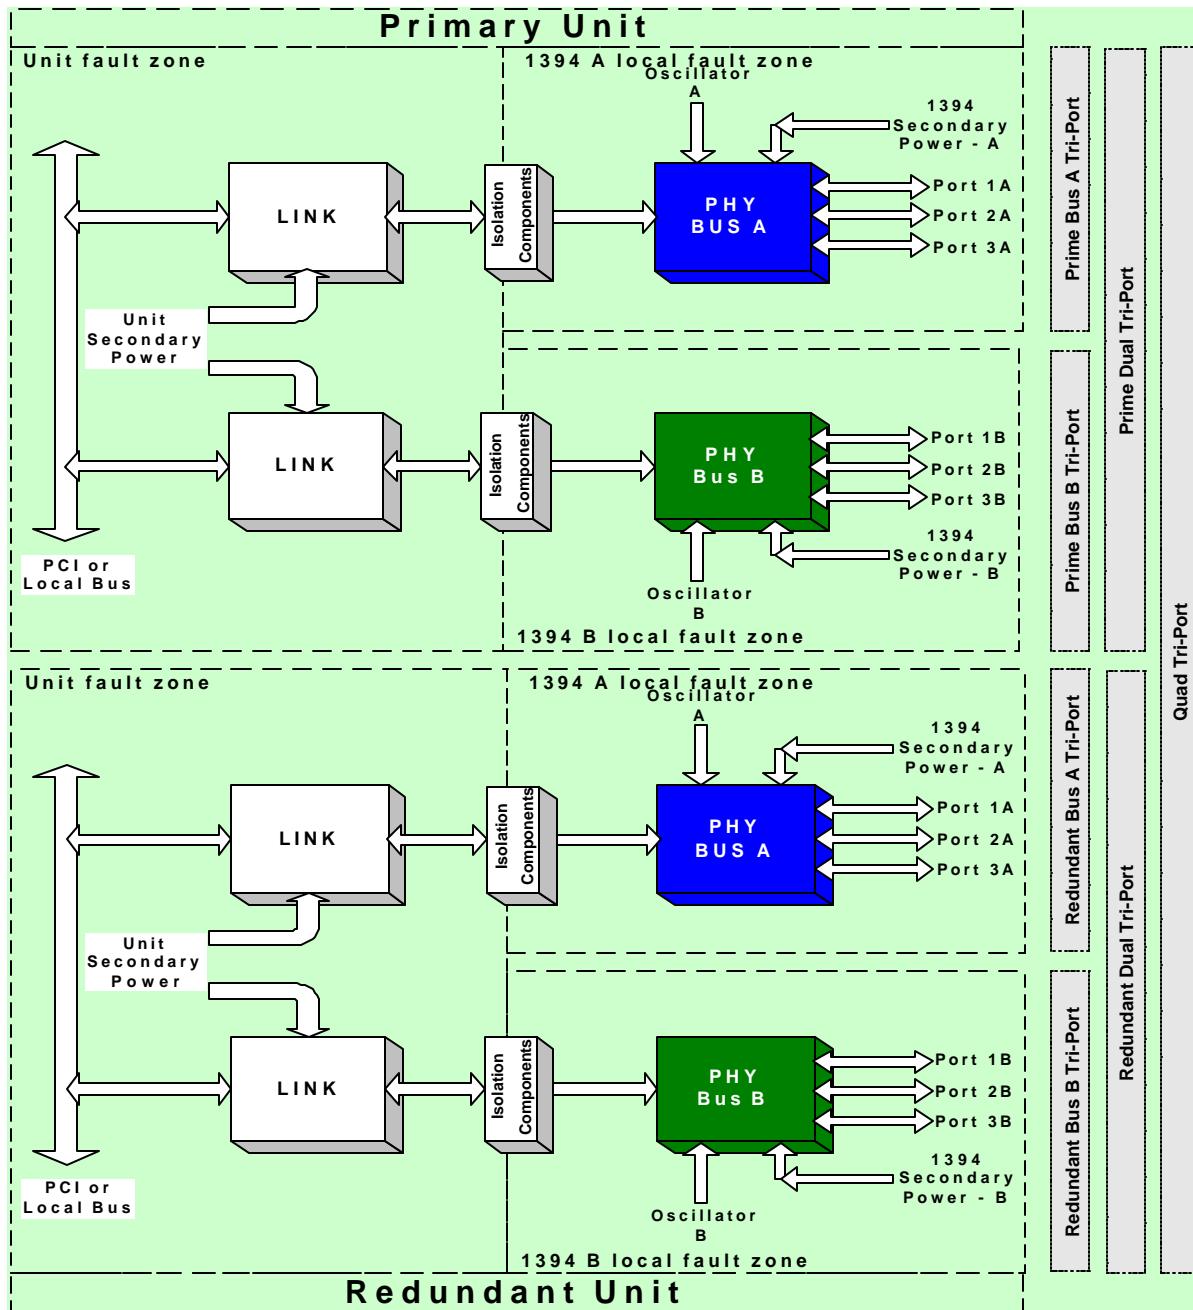 Primary Unit
Unit fault zone
1394 A local fault zone
Oscillator
A
1394
Secondary
Power - A
LINK
Isolation
Components
PHY
BUS A
Port 1A
Port 2A
Port 3A
Unit
Secondary
Power
LINK
Isolation
Components
PHY
Bus B
Port 1B
Port 2B
Port 3B
1394
Secondary
Power - B
PCI or
Local Bus
Oscillator
B
1394 B local fault zone
Prime Bus A Tri-Port
Prime Bus B Tri-Port
Prime Dual Tri-Port
Quad Tri-Port
Unit fault zone
1394 A local fault zone
Oscillator
A
1394
Secondary
Power - A
LINK
Isolation
Components
PHY
BUS A
Port 1A
Port 2A
Port 3A
Unit
Secondary
Power
LINK
Isolation
Components
PHY
Bus B
Port 1B
Port 2B
Port 3B
1394
Secondary
Power - B
PCI or
Local Bus
Oscillator
B
1394 B local fault zone
Redundant Bus A Tri-Port
Redundant Bus B Tri-Port
Redundant Dual Tri-Port
Redundant Unit